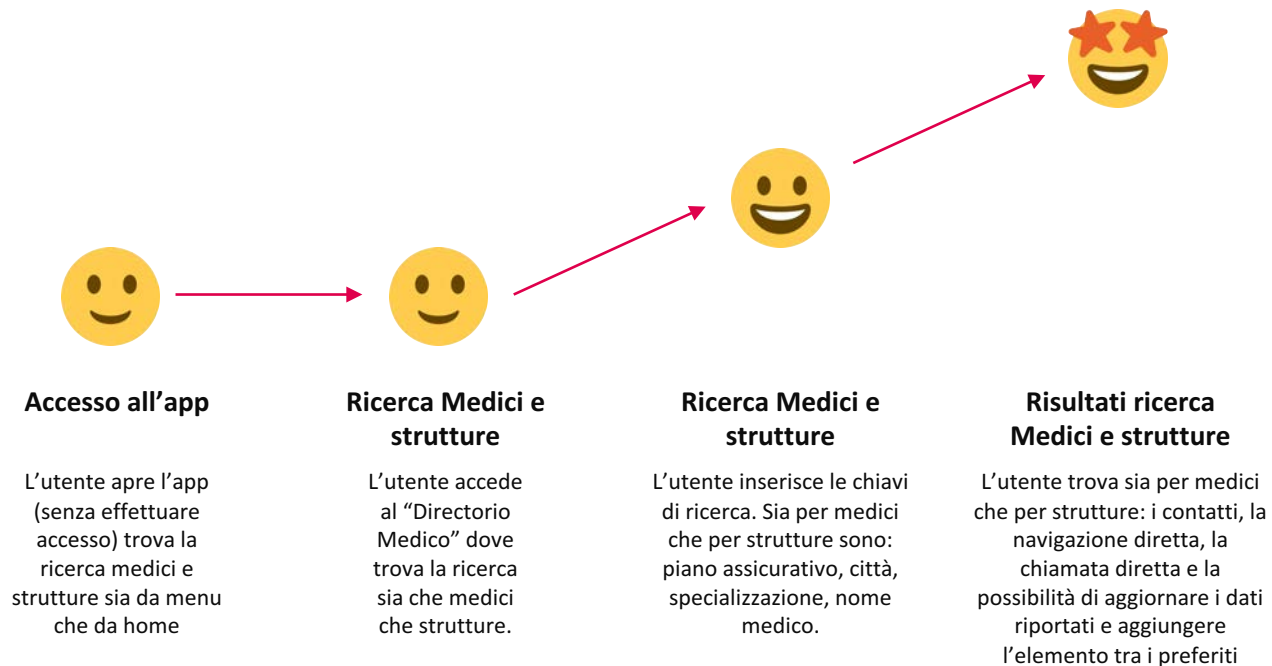 Accesso all’app
L’utente apre l’app
(senza effettuare
accesso) trova la
ricerca medici e
strutture sia da menu
che da home
Ricerca Medici e
strutture
L’utente accede
al “Directorio
Medico” dove
trova la ricerca
sia che medici
che strutture.
Ricerca Medici e
strutture
L’utente inserisce le chiavi
di ricerca. Sia per medici
che per strutture sono:
piano assicurativo, città,
specializzazione, nome
medico.
Risultati ricerca
Medici e strutture
L’utente trova sia per medici
che per strutture: i contatti, la
navigazione diretta, la
chiamata diretta e la
possibilità di aggiornare i dati
riportati e aggiungere
l’elemento tra i preferiti